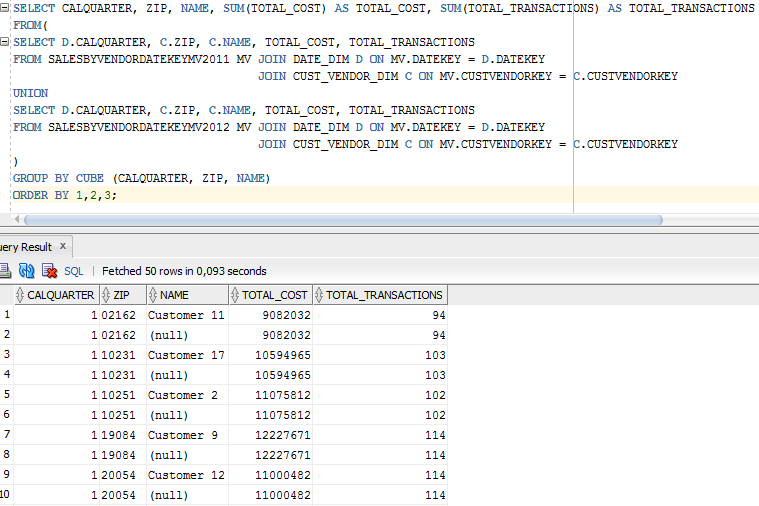 SELECT CALQUARTER, ZIP, NAME, SUM(TOTAL_COST) AS TOTAL_COST, SUM(TOTAL_TRANSACTIONS) AS TOTAL_TRANSACTIONS
FROM(
SELECT D.CALQUARTER, C.ZIP, C.NAME, TOTAL_COST, TOTAL_TRANSACTIONS
FROM SALESBYVENDORDATEKEYMV2011 MV JOIN DATE_DIM D ON MV.DATEKEY = D.DATEKEY
JOIN CUST_VENDOR_DIM C ON MV.CUSTVENDORKEY = C.CUSTVENDORKEY
UNION
SELECT D.CALQUARTER, C.ZIP, C.NAME, TOTAL_COST, TOTAL_TRANSACTIONS
FROM SALESBYVENDORDATEKEYMV2012 MV JOIN DATE_DIM D ON MV.DATEKEY = D.DATEKEY
JOIN CUST_VENDOR_DIM C ON MV.CUSTVENDORKEY = C.CUSTVENDORKEY
)
GROUP BY CUBE (CALQUARTER, ZIP, NAME)
ORDER BY 1,2,3;
uery Result x
SQL | Fetched 50 rows in 0,093 seconds
CALQUARTER ZIP NAME TOTAL_COST TOTAL_TRANSACTIONS
1 1 02162 Customer 11 9082032 94
2 1 02162 (null) 9082032 94
3 1 10231 Customer 17 10594965 103
4 1 10231 (null) 10594965 103
5 1 10251 Customer 2 11075812 102
6 1 10251 (null) 11075812 102
7 1 19084 Customer 9 12227671 114
8 1 19084 (null) 12227671 114
9 1 20054 Customer 12 11000482 114
10 1 20054 (null) 11000482 114